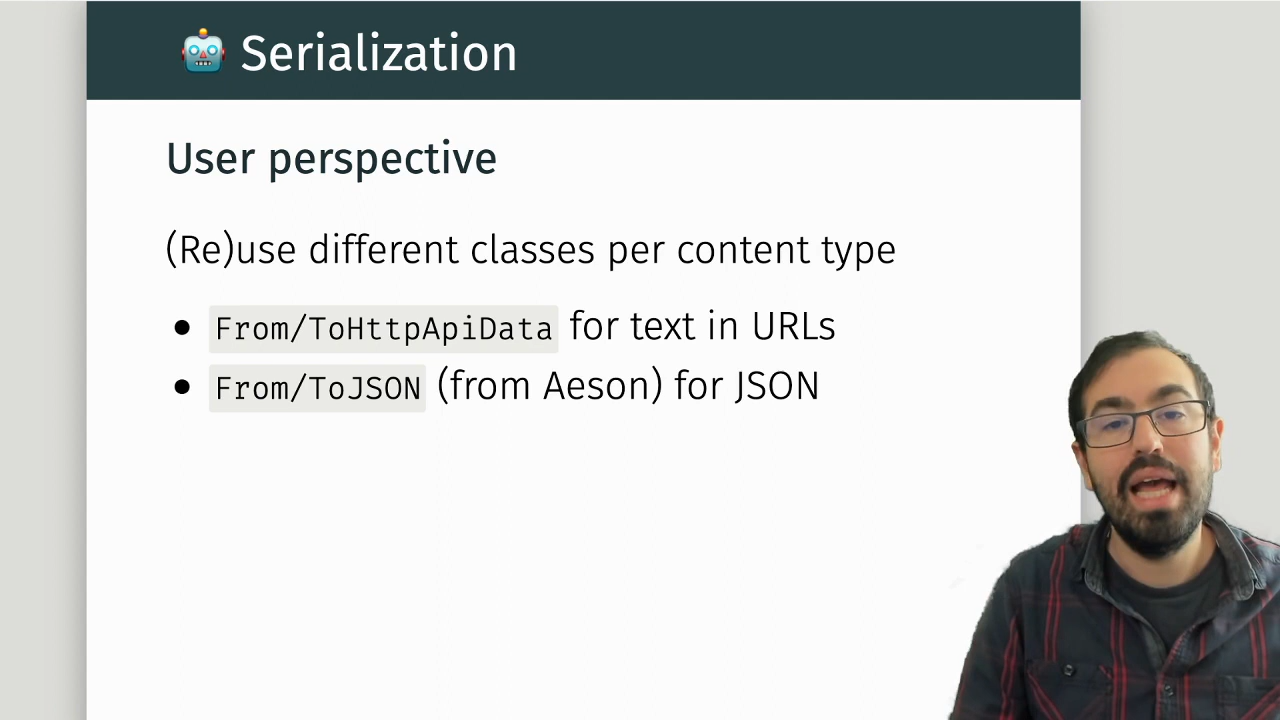 Serialization
User perspective
(Re)use different classes per content type
From/ToHttpApiData for text in URLs
From/ToJSON (from Aeson) for JSON